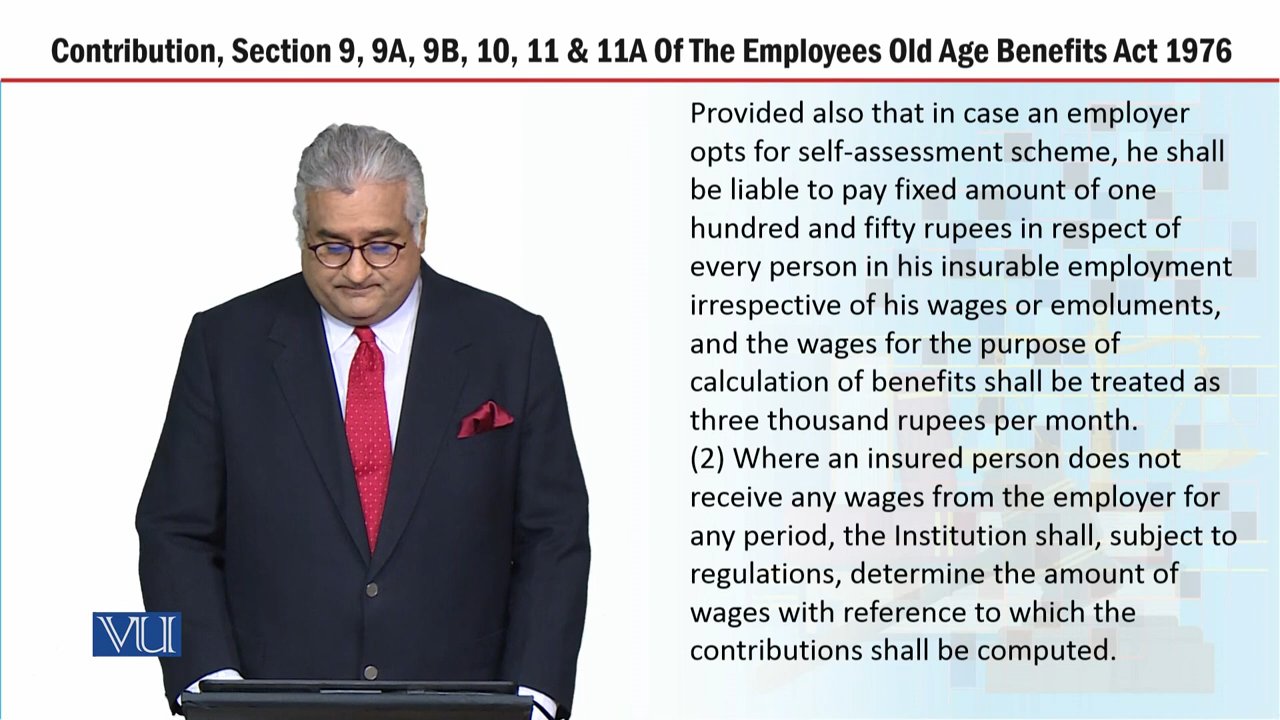 Contribution, Section 9, 9A, 9B, 10, 11 & 11A Of The Employees Old Age Benefits Act 1976
Provided also that in case an employer
opts for self-assessment scheme, he shall
be liable to pay fixed amount of one
hundred and fifty rupees in respect of
every person in his insurable employment
irrespective of his wages or emoluments,
and the wages for the purpose of
calculation of benefits shall be treated as
three thousand rupees per month.
(2) Where an insured person does not
receive any wages from the employer for
any period, the Institution shall, subject to
regulations, determine the amount of
wages with reference to which the
contributions shall be computed.
VU